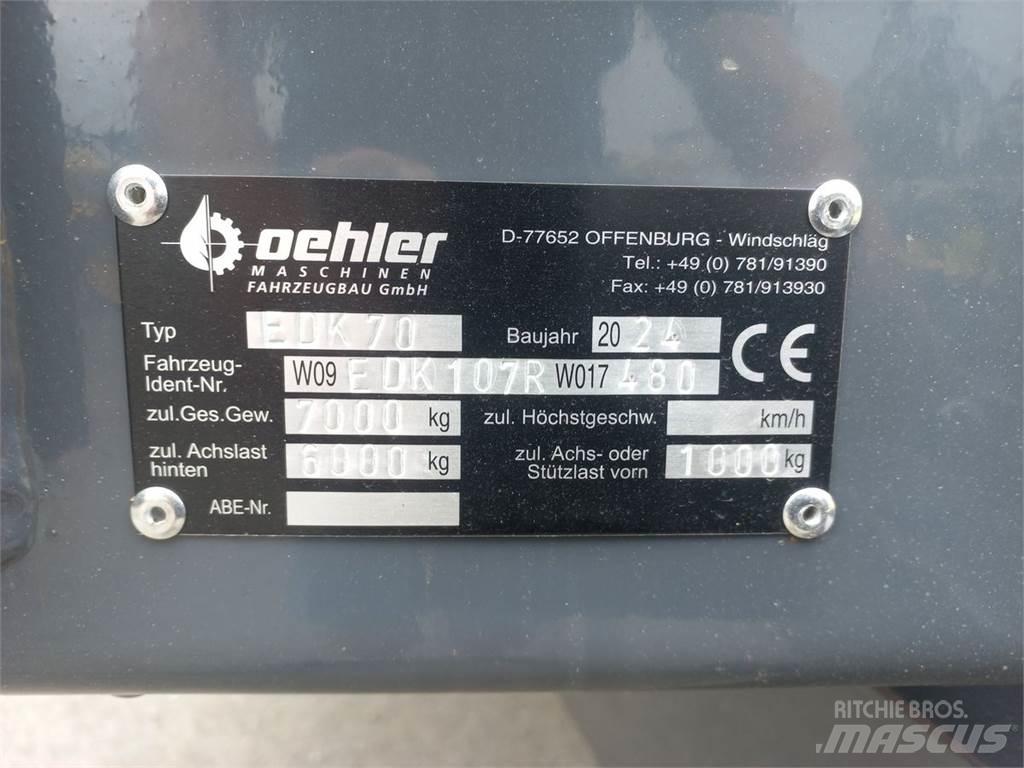 oehler
MASCHINEN
FAHRZEUGBAU GmbH
D-77652 OFFENBURG - Windschläg
Tel.: +49 (0) 781/91390
Fax: +49 (0) 781/913930
Typ EDK 70 Baujahr 2024 CE
Fahrzeug-
Ident-Nr. W09 EDK107R W017 480
zul.Ges.Gew. 7000 kg zul. Höchstgeschw. km/h
zul. Achslast
hinten 6000 kg
zul. Achs- oder
Stützlast vorn 1000 kg
ABE-Nr.
RITCHIE BROS.
MASCUS